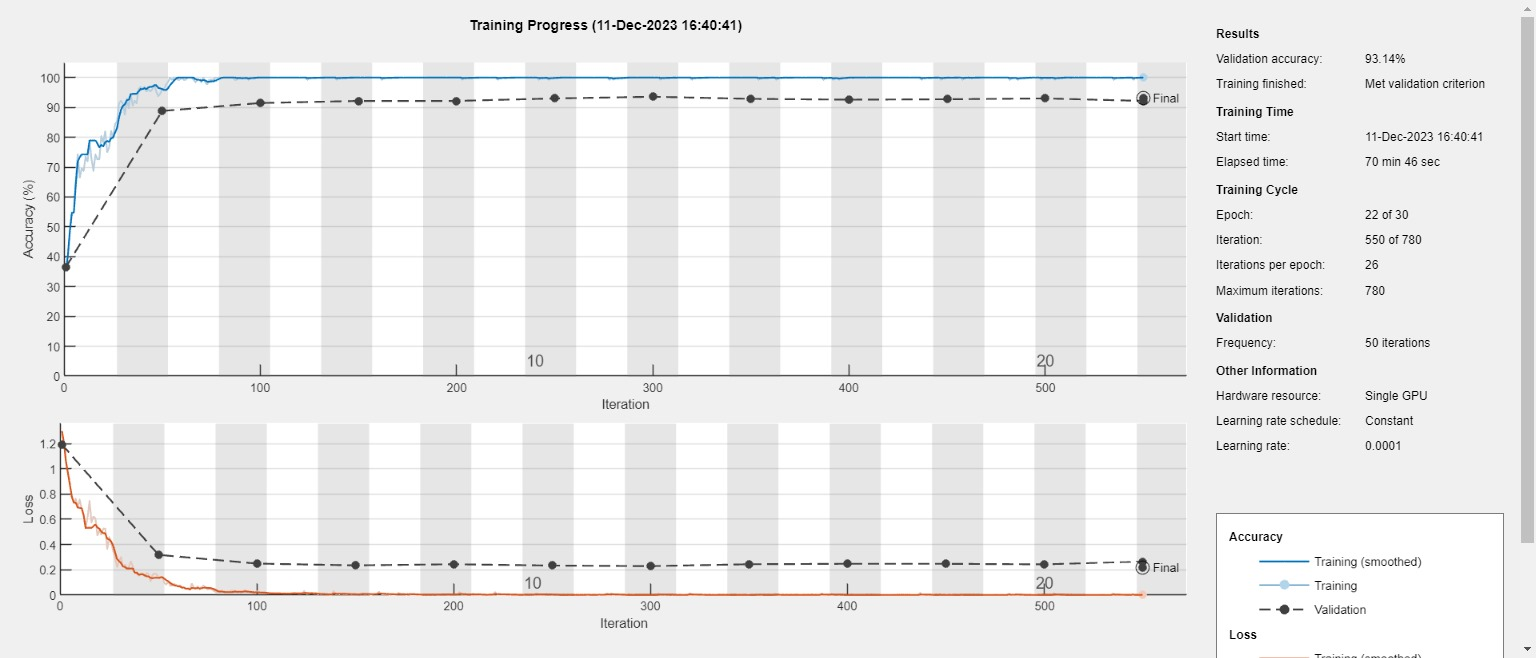 Training Progress (11-Dec-2023 16:40:41)
100
90
80
70
60
50
40
30
20
10
0
Accuracy (%)
Final
10
20
0
100
200
300
400
500
Iteration
1.2
1
0.8
0.6
0.4
0.2
0
Loss
Final
10
20
0
100
200
300
400
500
Iteration
Results
Validation accuracy: 93.14%
Training finished: Met validation criterion
Training Time
Start time: 11-Dec-2023 16:40:41
Elapsed time: 70 min 46 sec
Training Cycle
Epoch: 22 of 30
Iteration: 550 of 780
Iterations per epoch: 26
Maximum iterations: 780
Validation
Frequency: 50 iterations
Other Information
Hardware resource: Single GPU
Learning rate schedule: Constant
Learning rate: 0.0001
Accuracy
Training (smoothed)
Training
Validation
Loss
Training (smoothed)